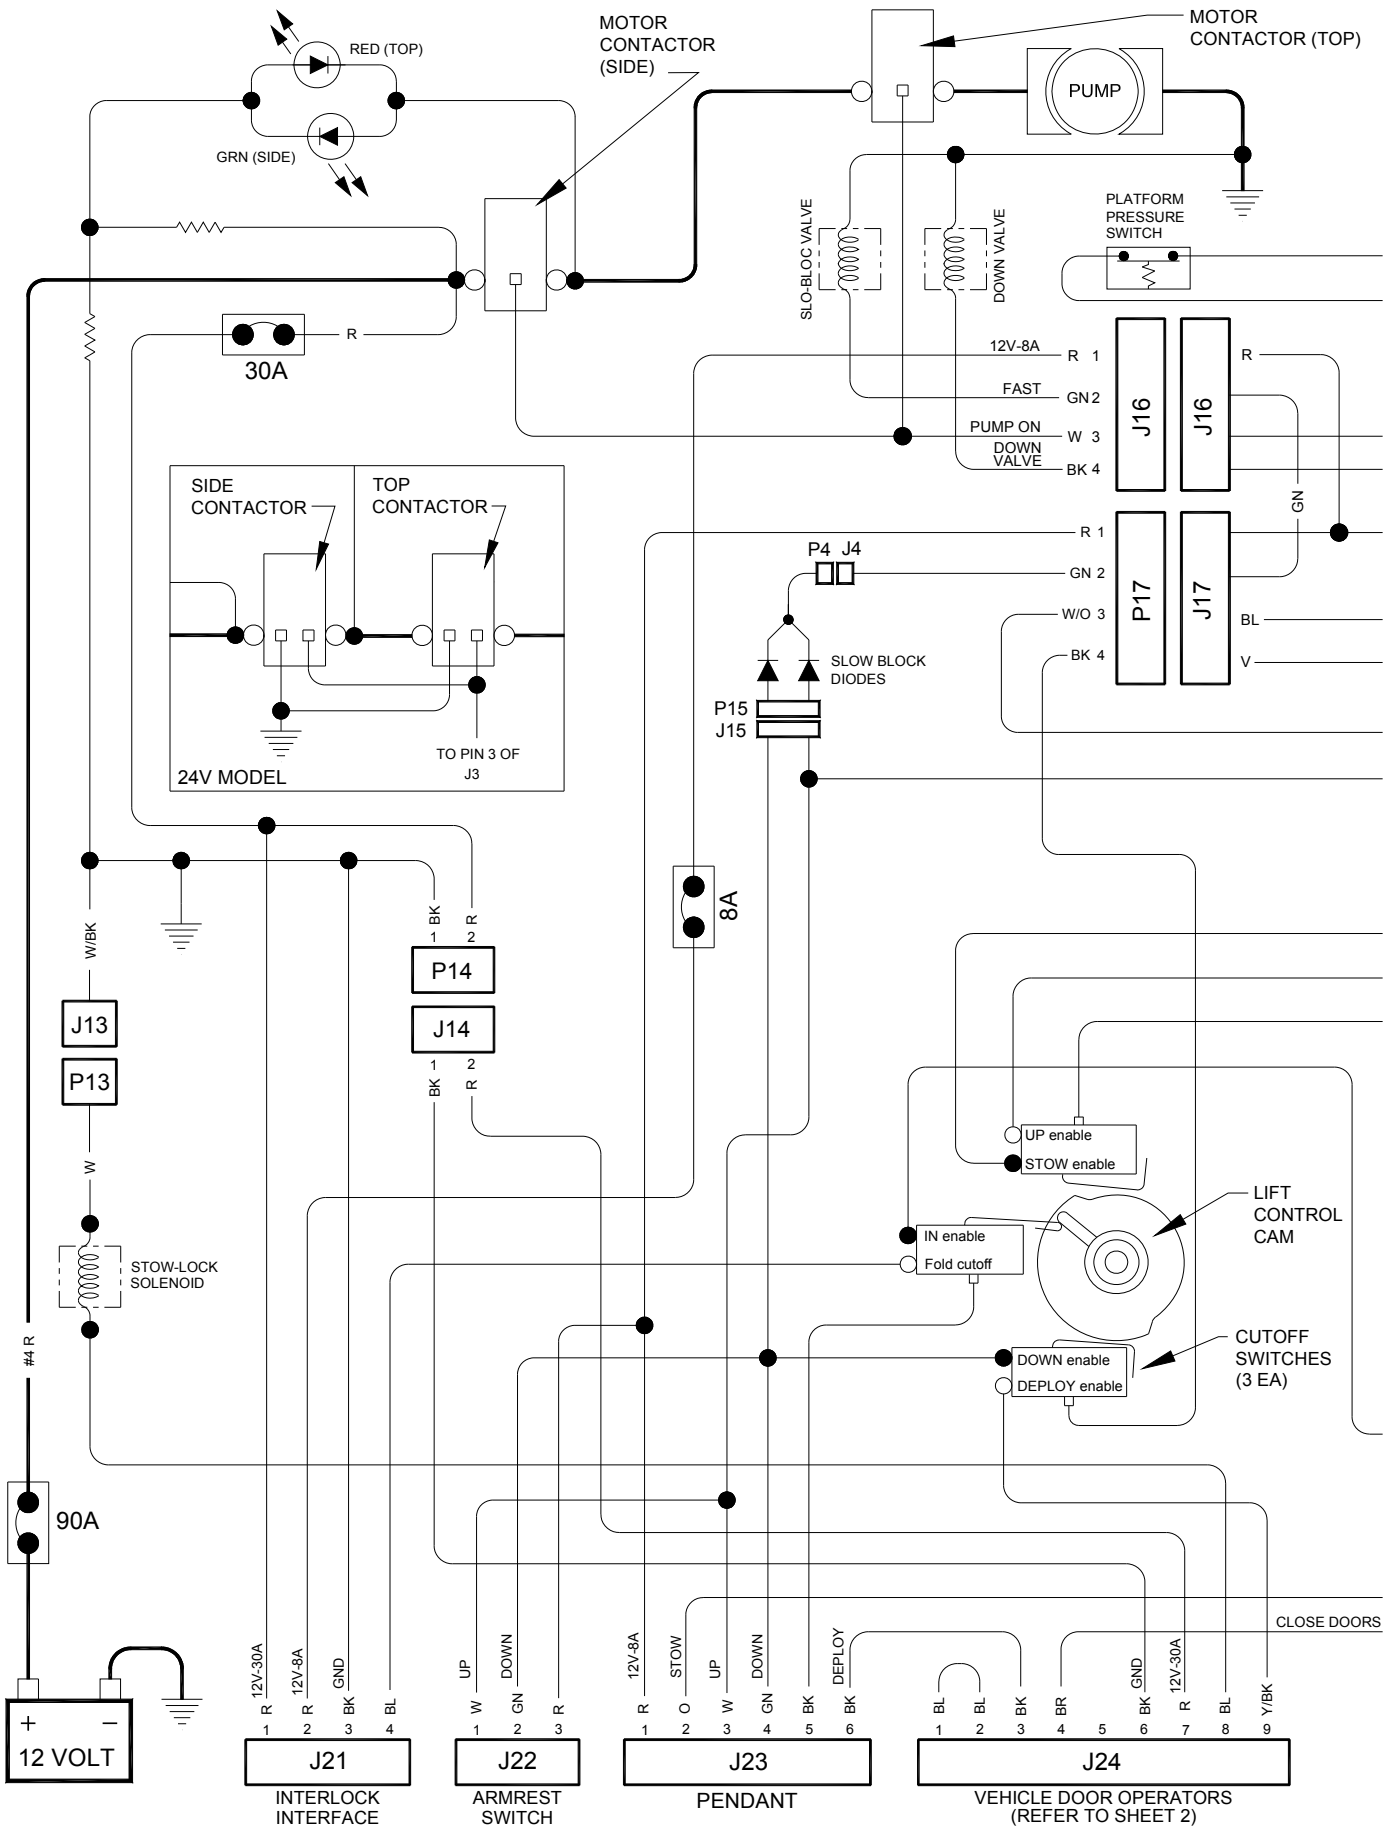 MOTOR
CONTACTOR
(SIDE)
MOTOR
CONTACTOR (TOP)
RED (TOP)
GRN (SIDE)
PUMP
PLATFORM
PRESSURE
SWITCH
SLO-BLOC VALVE
DOWN VALVE
R
30A
12V-8A
R 1
FAST
GN 2
PUMP ON
W 3
DOWN
VALVE
BK 4
J16
J16
R
GN
SIDE
CONTACTOR
TOP
CONTACTOR
TO PIN 3 OF
J3
24V MODEL
P4 J4
R 1
GN 2
W/O 3
BK 4
P17
J17
BL
V
SLOW BLOCK
DIODES
P15
J15
8A
W/BK
BK
R
1 2
P14
J14
1 2
BK
R
J13
P13
W
STOW-LOCK
SOLENOID
#4 R
90A
UP enable
STOW enable
IN enable
Fold cutoff
DOWN enable
DEPLOY enable
LIFT
CONTROL
CAM
CUTOFF
SWITCHES
(3 EA)
CLOSE DOORS
+ −
12 VOLT
12V-30A
12V-8A
GND
R R BK BL
1 2 3 4
J21
INTERLOCK
INTERFACE
UP
DOWN
W GN R
1 2 3
J22
ARMREST
SWITCH
12V-8A
STOW
UP
DOWN
DEPLOY
R O W GN BK BK
1 2 3 4 5 6
J23
PENDANT
GND
12V-30A
BL BL BK BR BK R BL Y/BK
1 2 3 4 5 6 7 8 9
J24
VEHICLE DOOR OPERATORS
(REFER TO SHEET 2)